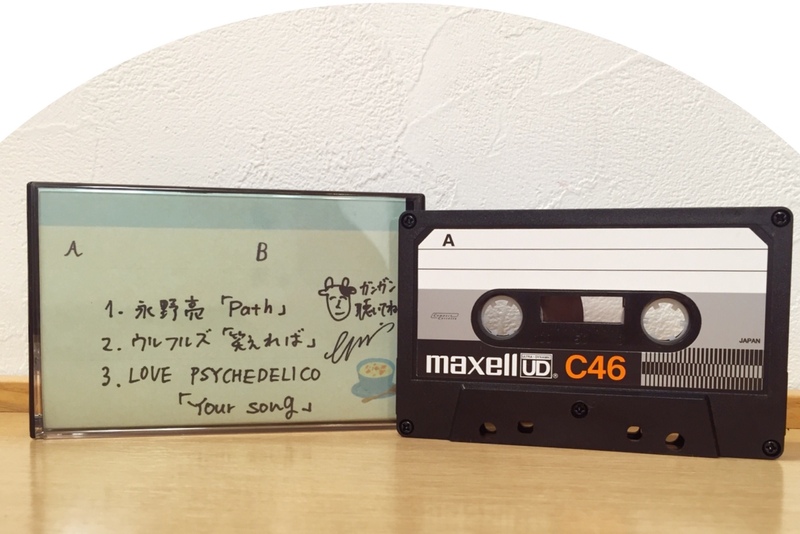 A B
1. 永野亮「Path」
2. ウルフルズ「笑えれば」
3. LOVE PSYCHEDELICO
「Your song」
ガンガン
聴いてね
A
JAPAN
maxell UD C46